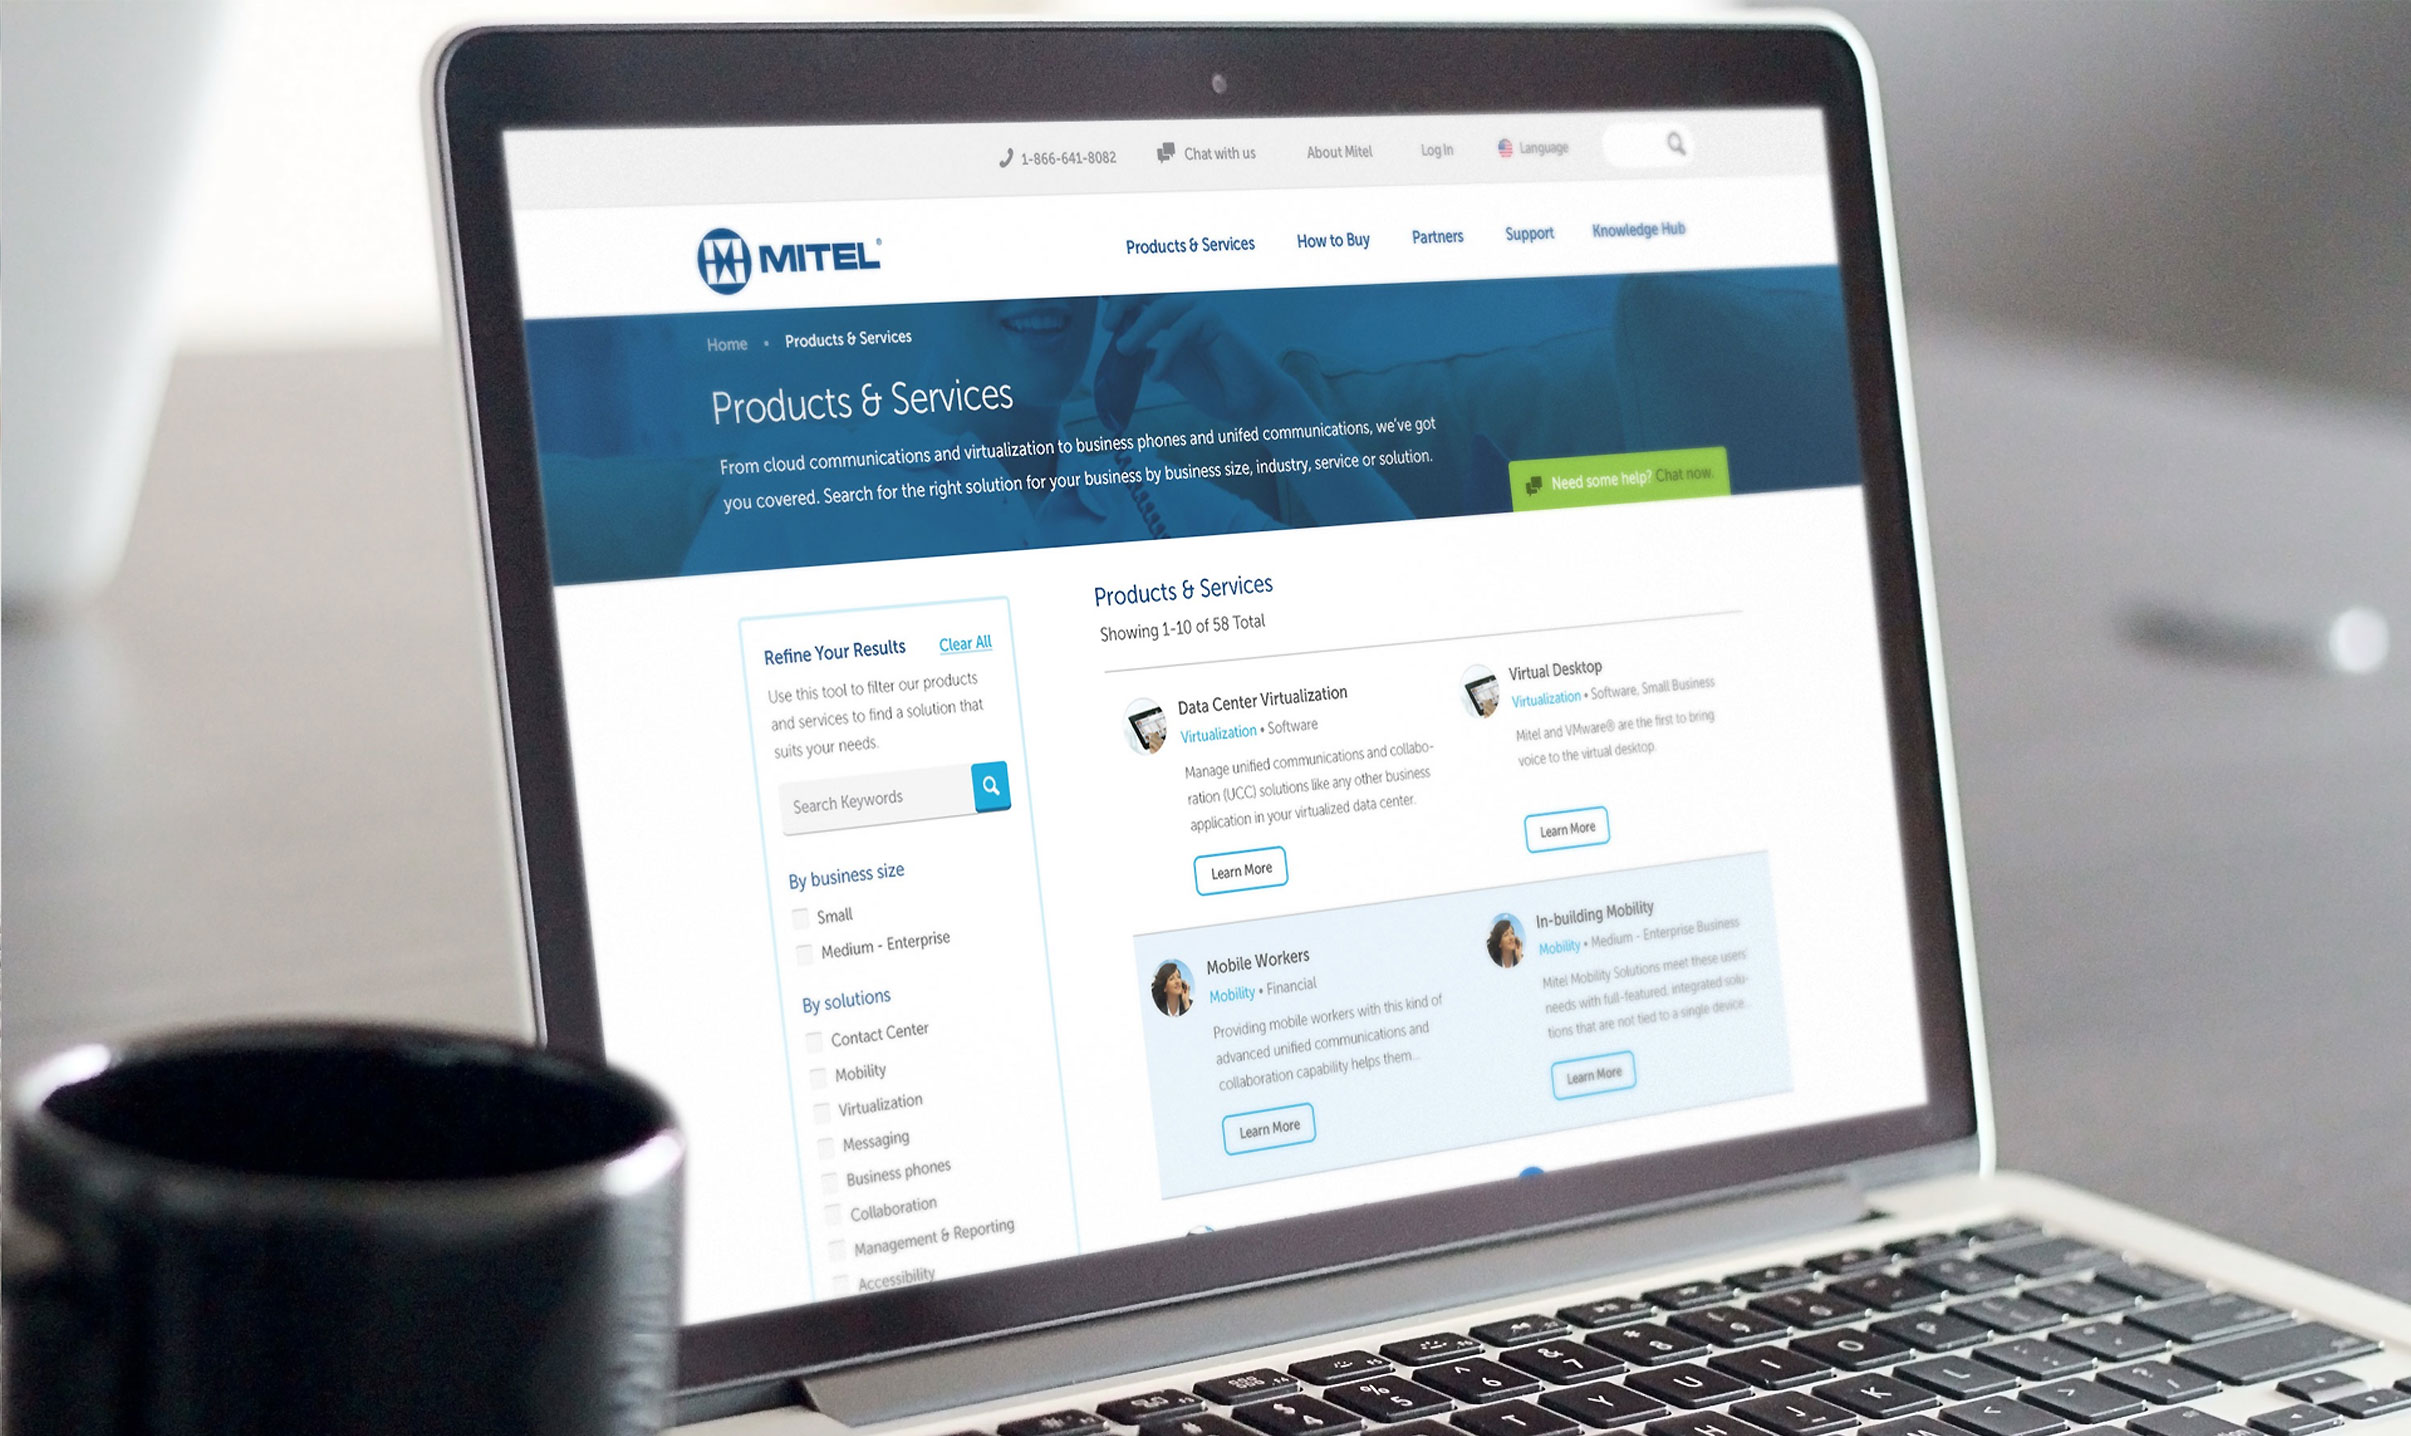 1-866-641-8082
Chat with us
About Mitel
Log In
Language
MITEL®
Products & Services
How to Buy
Partners
Support
Knowledge Hub
Home • Products & Services
Products & Services
From cloud communications and virtualization to business phones and unifed communications, we've got
you covered. Search for the right solution for your business by business size, industry, service or solution.
Need some help? Chat now.
Refine Your Results
Clear All
Use this tool to filter our products
and services to find a solution that
suits your needs.
Search Keywords
By business size
Small
Medium - Enterprise
By solutions
Contact Center
Mobility
Virtualization
Messaging
Business phones
Collaboration
Management & Reporting
Accessibility
Products & Services
Showing 1-10 of 58 Total
Data Center Virtualization
Virtualization • Software
Manage unified communications and collabo-
ration (UCC) solutions like any other business
application in your virtualized data center.
Learn More
Virtual Desktop
Virtualization • Software, Small Business
Mitel and VMware® are the first to bring
voice to the virtual desktop.
Learn More
Mobile Workers
Mobility • Financial
Providing mobile workers with this kind of
advanced unified communications and
collaboration capability helps them...
Learn More
In-building Mobility
Mobility • Medium - Enterprise Business
Mitel Mobility Solutions meet these users'
needs with full-featured, integrated solu-
tions that are not tied to a single device...
Learn More
# $ 4 % 5 ^ 6 & 7 * 8
T Y U I O
H J K L